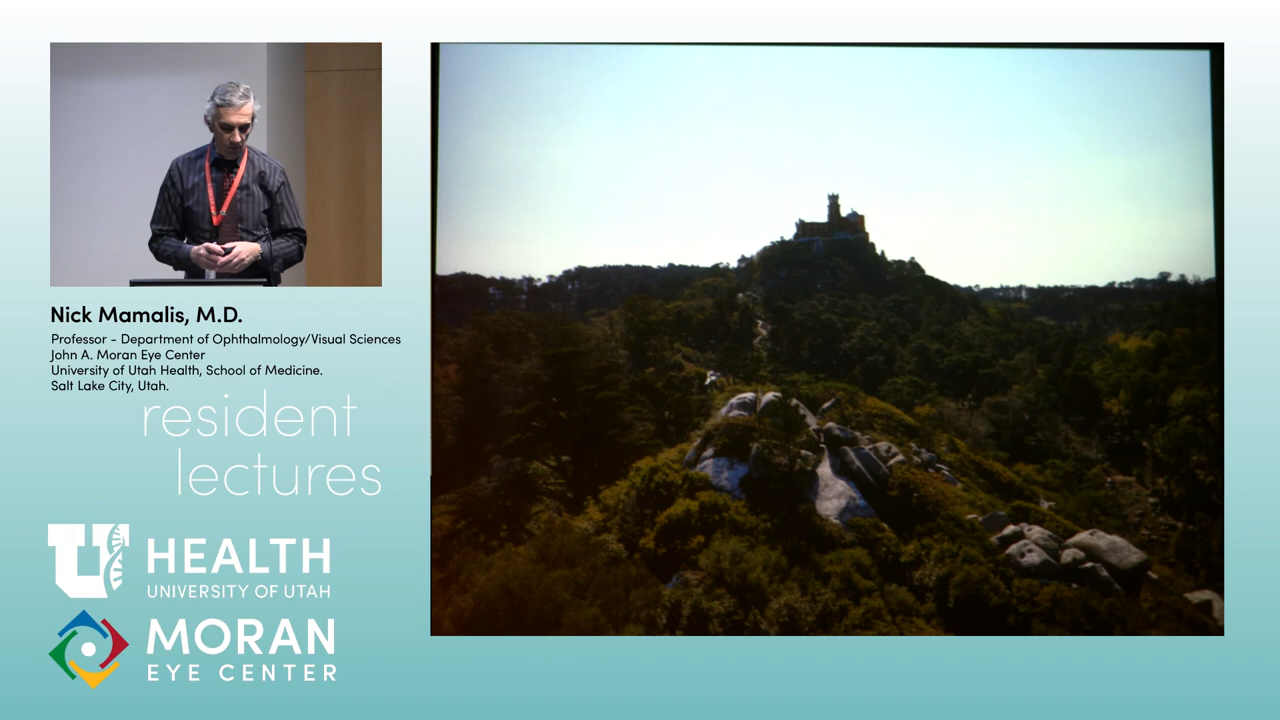 Nick Mamalis, M.D.
Professor - Department of Ophthalmology/Visual Sciences
John A. Moran Eye Center
University of Utah Health, School of Medicine.
Salt Lake City, Utah.
resident
lectures
U HEALTH
UNIVERSITY OF UTAH
MORAN
EYE CENTER